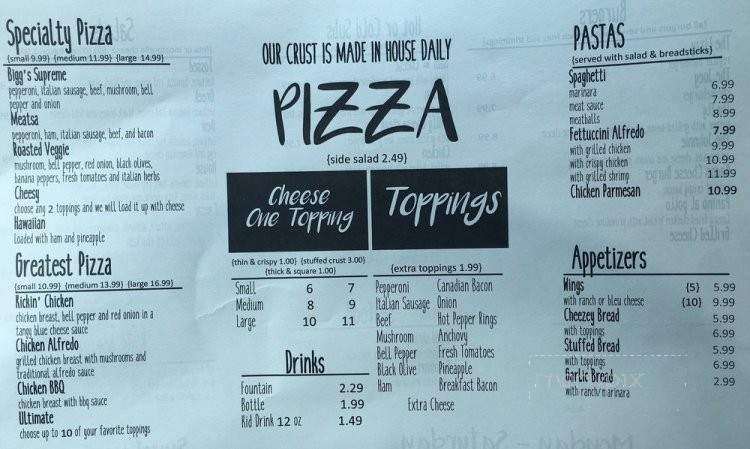 Specialty Pizza
{small 9.99} {medium 11.99} {large 14.99}
Bigg's Supreme
pepperoni, italian sausage, beef, mushroom, bell
pepper and onion
Meatsa
pepperoni, ham, italian sausage, beef, and bacon
Roasted Veggie
mushroom, bell pepper, red onion, black olives,
banana peppers, fresh tomatoes and italian herbs
Cheesy
choose any 2 toppings and we will load it up with cheese
Hawaiian
loaded with ham and pineapple
Greatest Pizza
{small 10.99} {medium 13.99} {large 16.99}
Rickin' Chicken
chicken breast, bell pepper and red onion in a
tangy blue cheese sauce
Chicken Alfredo
grilled chicken breast with mushrooms and
traditional alfredo sauce
Chicken BBQ
chicken breast with bbq sauce
Ultimate
choose up to 10 of your favorite toppings
OUR CRUST IS MADE IN HOUSE DAILY
PIZZA
{side salad 2.49}
Cheese
One Topping
{thin & crispy 1.00} {stuffed crust 3.00}
{thick & square 1.00}
Small 6 7
Medium 8 9
Large 10 11
Drinks
Fountain 2.29
Bottle 1.99
Kid Drink 12 oz 1.49
Toppings
{extra toppings 1.99}
Pepperoni Canadian Bacon
Italian Sausage Onion
Beef Hot Pepper Rings
Mushroom Anchovy
Bell Pepper Fresh Tomatoes
Black Olive Pineapple
Ham Breakfast Bacon
Extra Cheese
PASTAS
{served with salad & breadsticks}
Spaghetti
marinara 6.99
meat sauce 7.99
meatballs 8.99
Fettuccini Alfredo 7.99
with grilled chicken 9.99
with crispy chicken 10.99
with grilled shrimp 11.99
Chicken Parmesan 10.99
Appetizers
Wings {5} 5.99
with ranch or bleu cheese {10} 9.99
Cheezey Bread 5.99
with toppings 6.99
Stuffed Bread 5.99
with toppings 6.99
Garlic Bread 2.99
with ranch/marinara